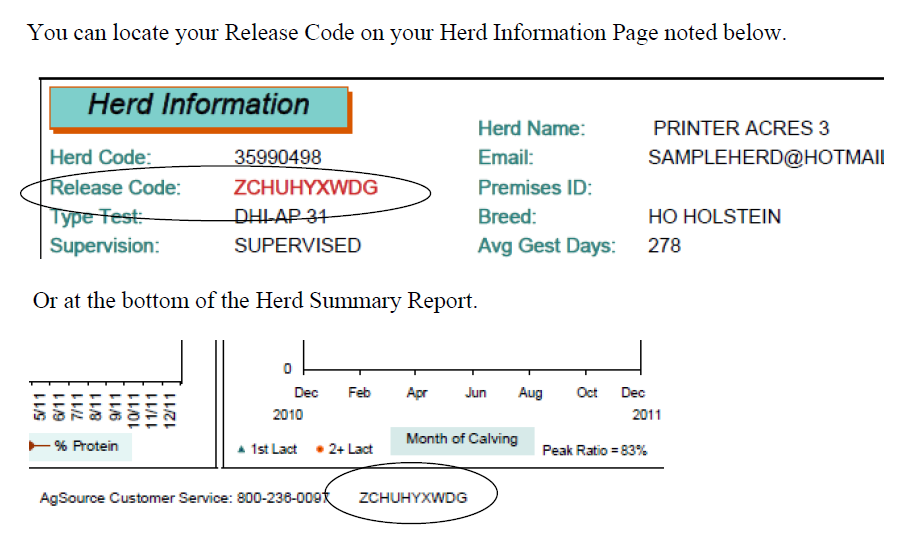 You can locate your Release Code on your Herd Information Page noted below.
Herd Information
Herd Code: 35990498
Release Code: ZCHUHYXWDG
Type Test: DHI-AP 31
Supervision: SUPERVISED
Herd Name: PRINTER ACRES 3
Email: SAMPLEHERD@HOTMAIL
Premises ID:
Breed: HO HOLSTEIN
Avg Gest Days: 278
Or at the bottom of the Herd Summary Report.
5/11 6/11 7/11 8/11 9/11 10/11 11/11 12/11
% Protein
0
Dec Feb Apr Jun Aug Oct Dec
2010 2011
Month of Calving
1st Lact 2+ Lact
Peak Ratio = 83%
AgSource Customer Service: 800-236-0097 ZCHUHYXWDG